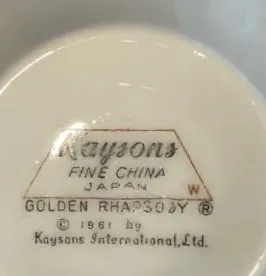 Kaysons
FINE CHINA
JAPAN
W
GOLDEN RHAPSODY ®
© 1961 by
Kaysons International, Ltd.